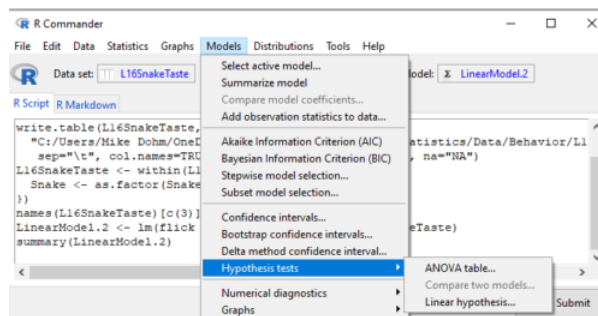 R Commander
File Edit Data Statistics Graphs Models Distributions Tools Help
Data set: L16SnakeTaste
Model: Σ LinearModel.2
R Script R Markdown
write.table(L16SnakeTaste,
"C:/Users/Mike Dohm/OneD atistics/Data/Behavior/L1
sep="\t", col.names=TRU , na="NA")
L16SnakeTaste <- within(L1
Snake <- as.factor(Snake
})
names(L16SnakeTaste)[c(3)]
LinearModel.2 <- lm(flick eTaste)
summary(LinearModel.2)
Select active model...
Summarize model
Compare model coefficients...
Add observation statistics to data...
Akaike Information Criterion (AIC)
Bayesian Information Criterion (BIC)
Stepwise model selection...
Subset model selection...
Confidence intervals...
Bootstrap confidence intervals...
Delta method confidence interval...
Hypothesis tests
Numerical diagnostics
Graphs
ANOVA table...
Compare two models...
Linear hypothesis...
Submit